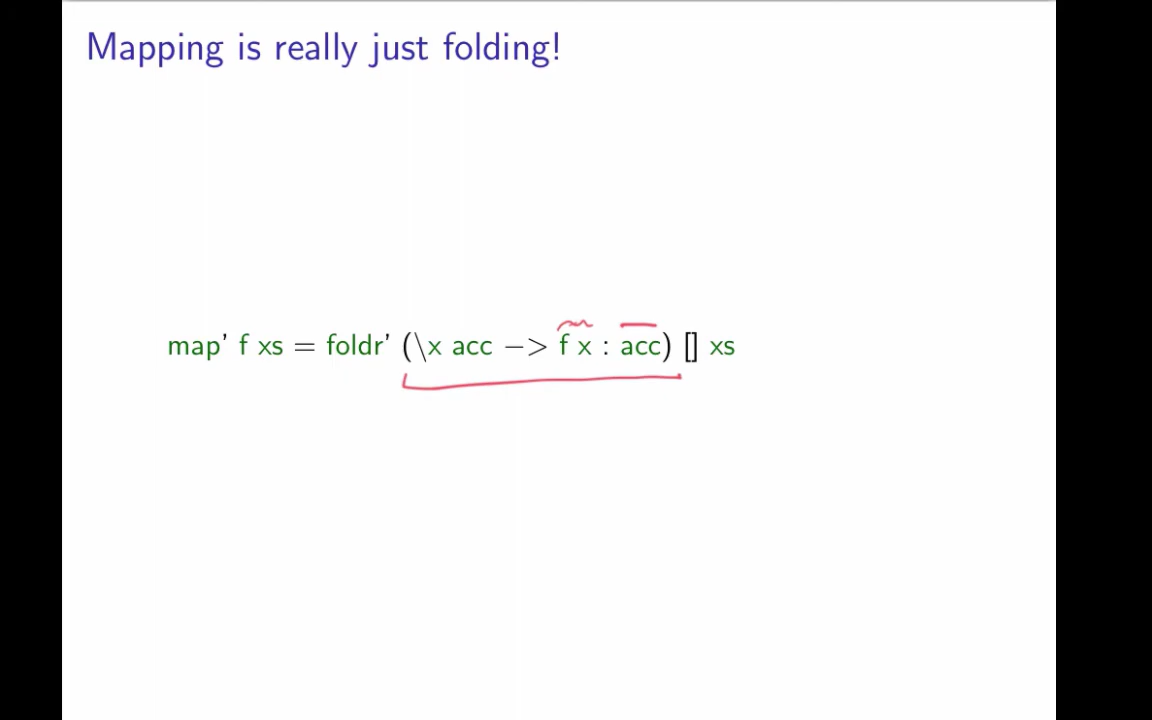 Mapping is really just folding!
map' f xs = foldr' (\x acc −> f x : acc) [] xs